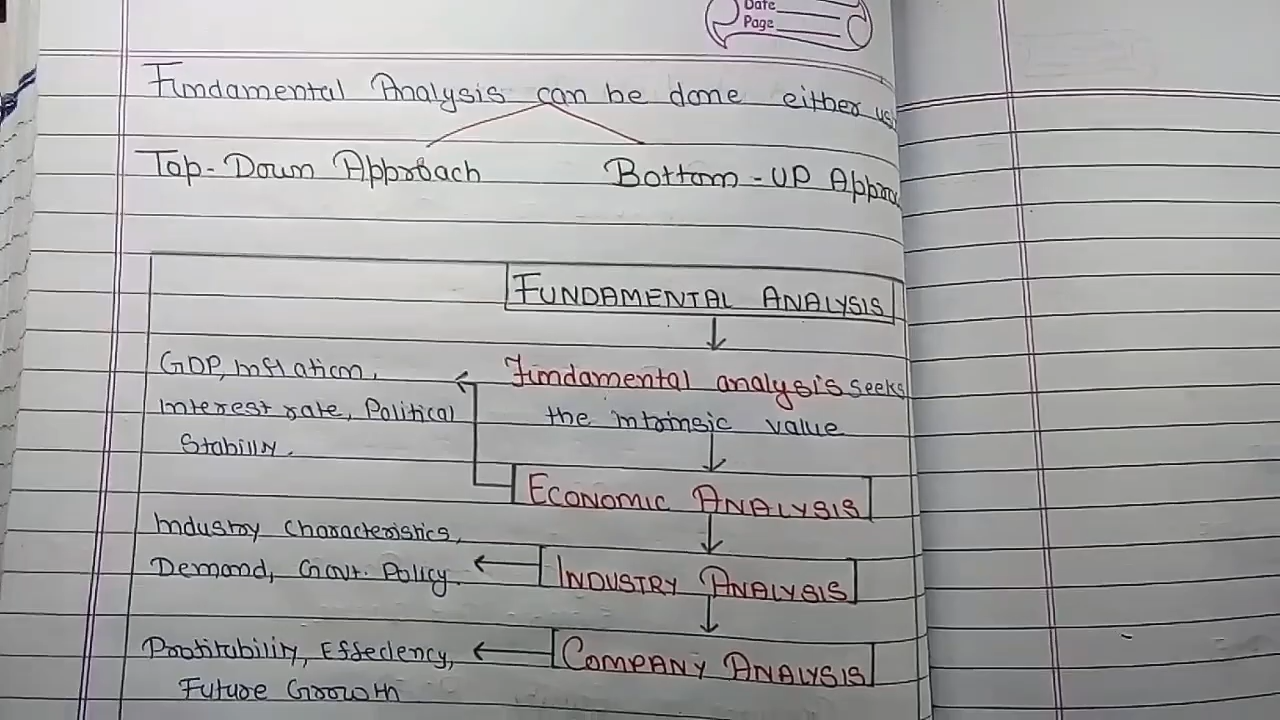 Date
Page
Fundamental Analysis can be done either us
Top-Down Approach Bottom-UP Appro
FUNDAMENTAL ANALYSIS
GDP, Inflation, Fundamental analysis seeks
Interest rate, Political the intrinsic value
Stability.
ECONOMIC ANALYSIS
Industry Characteristics,
Demand, Govt. Policy. INDUSTRY ANALYSIS
Profitability, Effeciency, COMPANY ANALYSIS
Future Growth